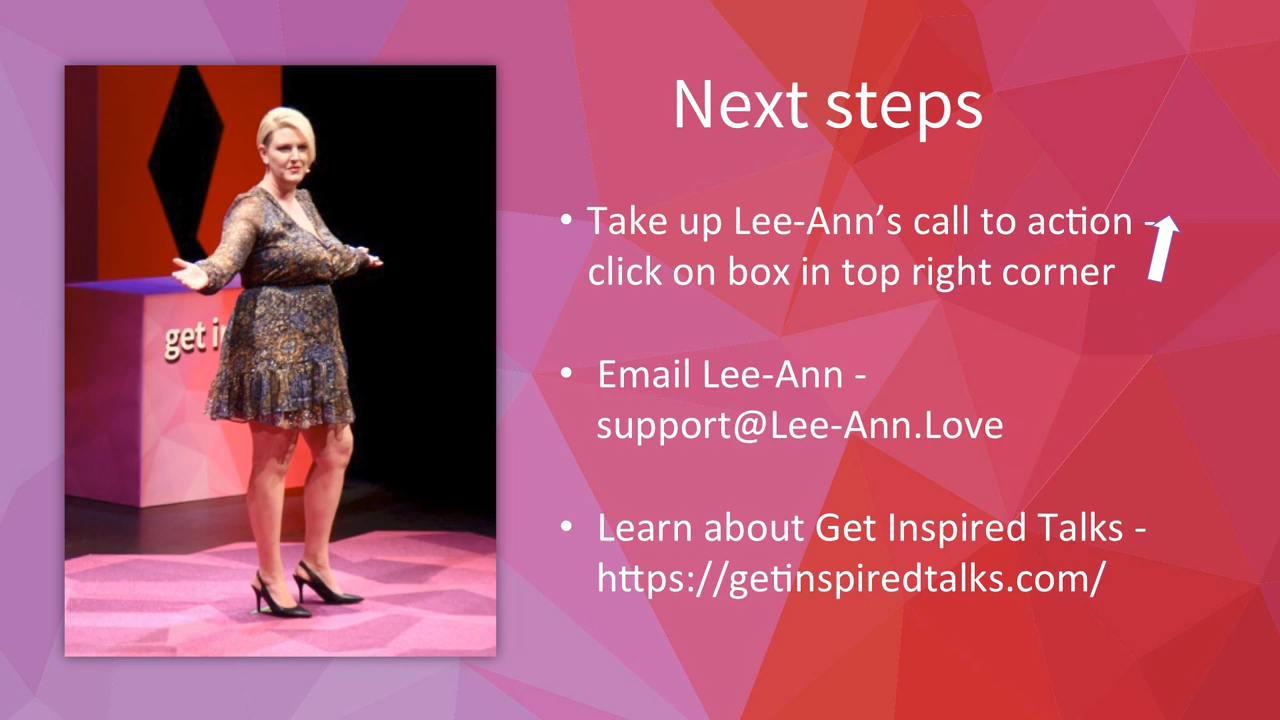 Next steps
• Take up Lee-Ann’s call to action -
click on box in top right corner
• Email Lee-Ann -
support@Lee-Ann.Love
• Learn about Get Inspired Talks -
https://getinspiredtalks.com/
get in